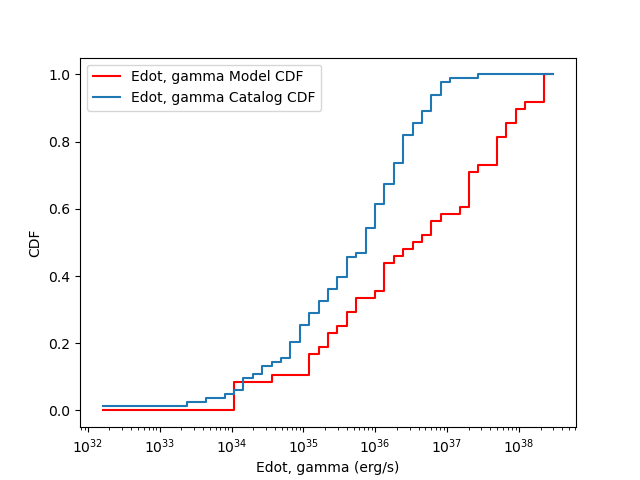 Edot, gamma Model CDF
Edot, gamma Catalog CDF
CDF
1.0
0.8
0.6
0.4
0.2
0.0
10^32 10^33 10^34 10^35 10^36 10^37 10^38
Edot, gamma (erg/s)